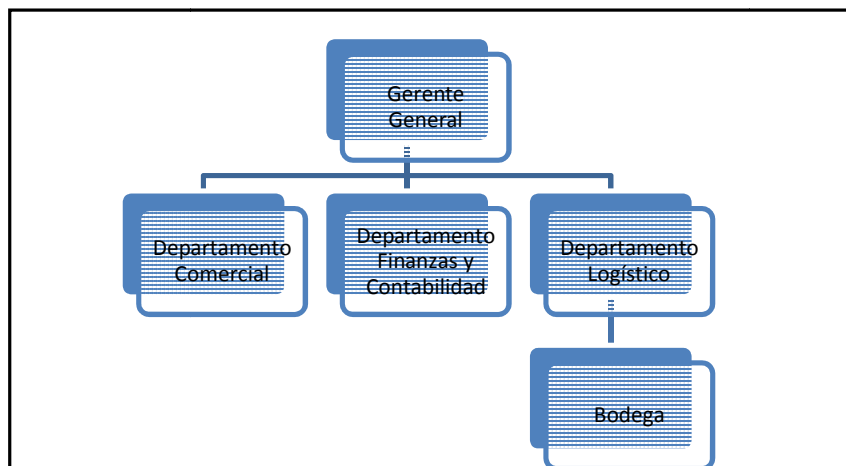 Gerente
General
Departamento
Comercial
Departamento
Finanzas y
Contabilidad
Departamento
Logístico
Bodega